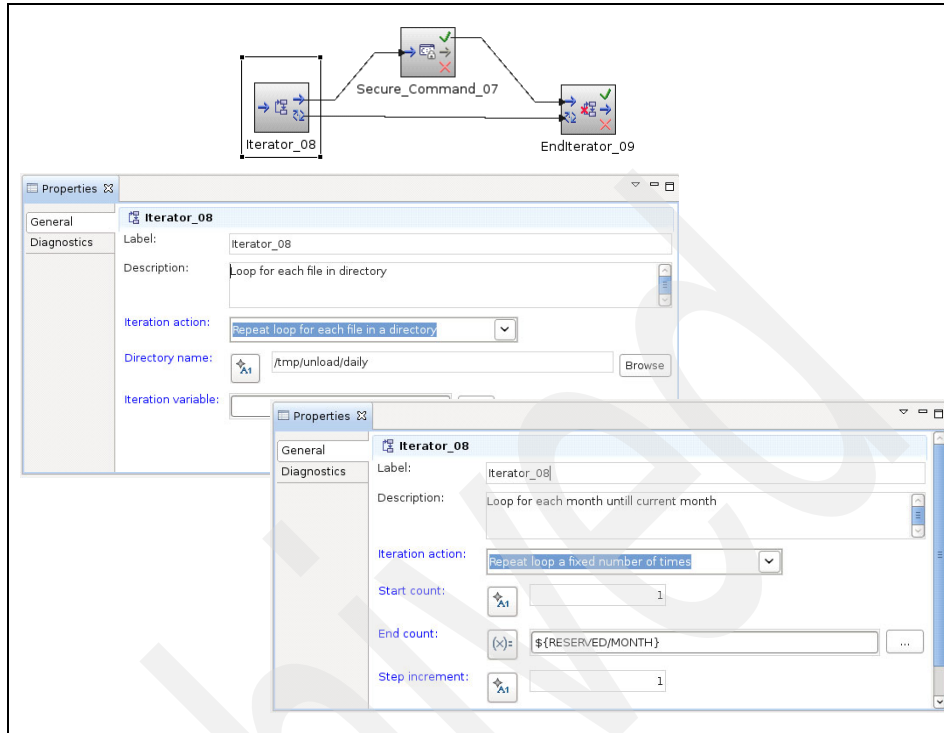 Secure_Command_07
Iterator_08
EndIterator_09
Properties
General
Diagnostics
Iterator_08
Label:
Iterator_08
Description:
Loop for each file in directory
Iteration action:
Repeat loop for each file in a directory
Directory name:
A1
/tmp/unload/daily
Browse
Iteration variable:
Properties
General
Diagnostics
Iterator_08
Label:
Iterator_08
Description:
Loop for each month untill current month
Iteration action:
Repeat loop a fixed number of times
Start count:
A1
1
End count:
(x)=
${RESERVED/MONTH}
...
Step increment:
A1
1